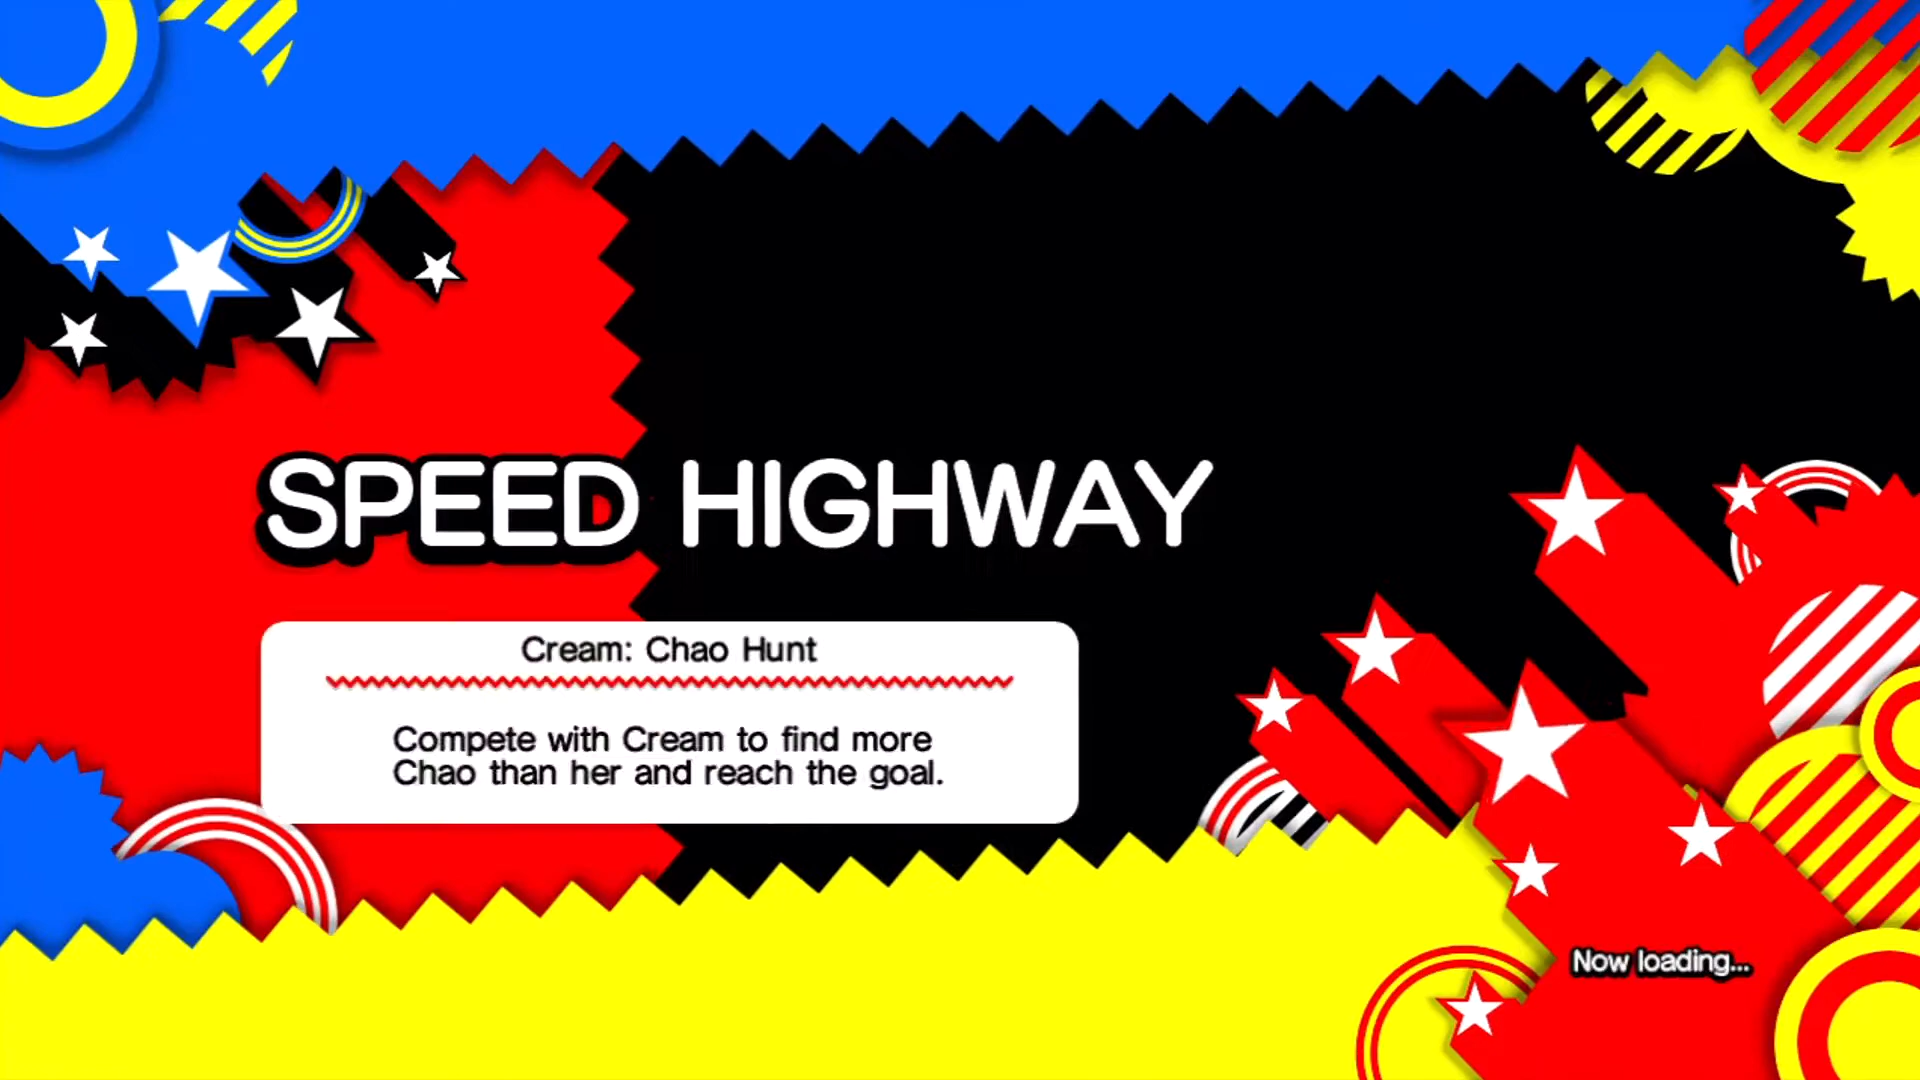 SPEED HIGHWAY
Cream: Chao Hunt
Compete with Cream to find more
Chao than her and reach the goal.
Now loading...